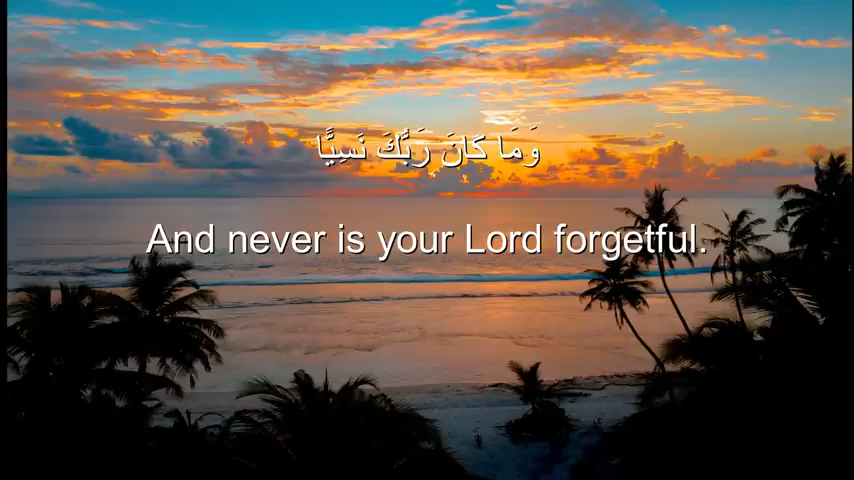 وَمَا كَانَ رَبُّكَ نَسِيًّا
And never is your Lord forgetful.